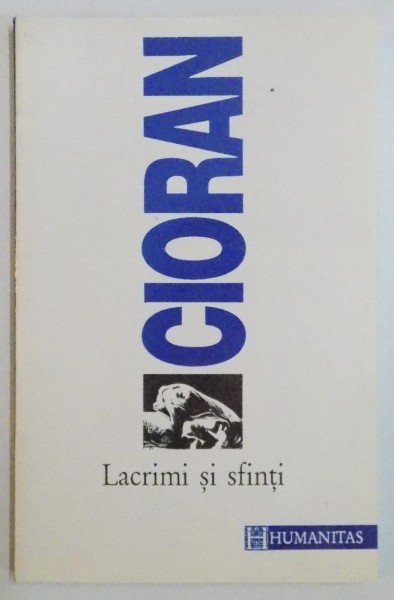 CIORAN
Lacrimi și sfinți
H HUMANITAS